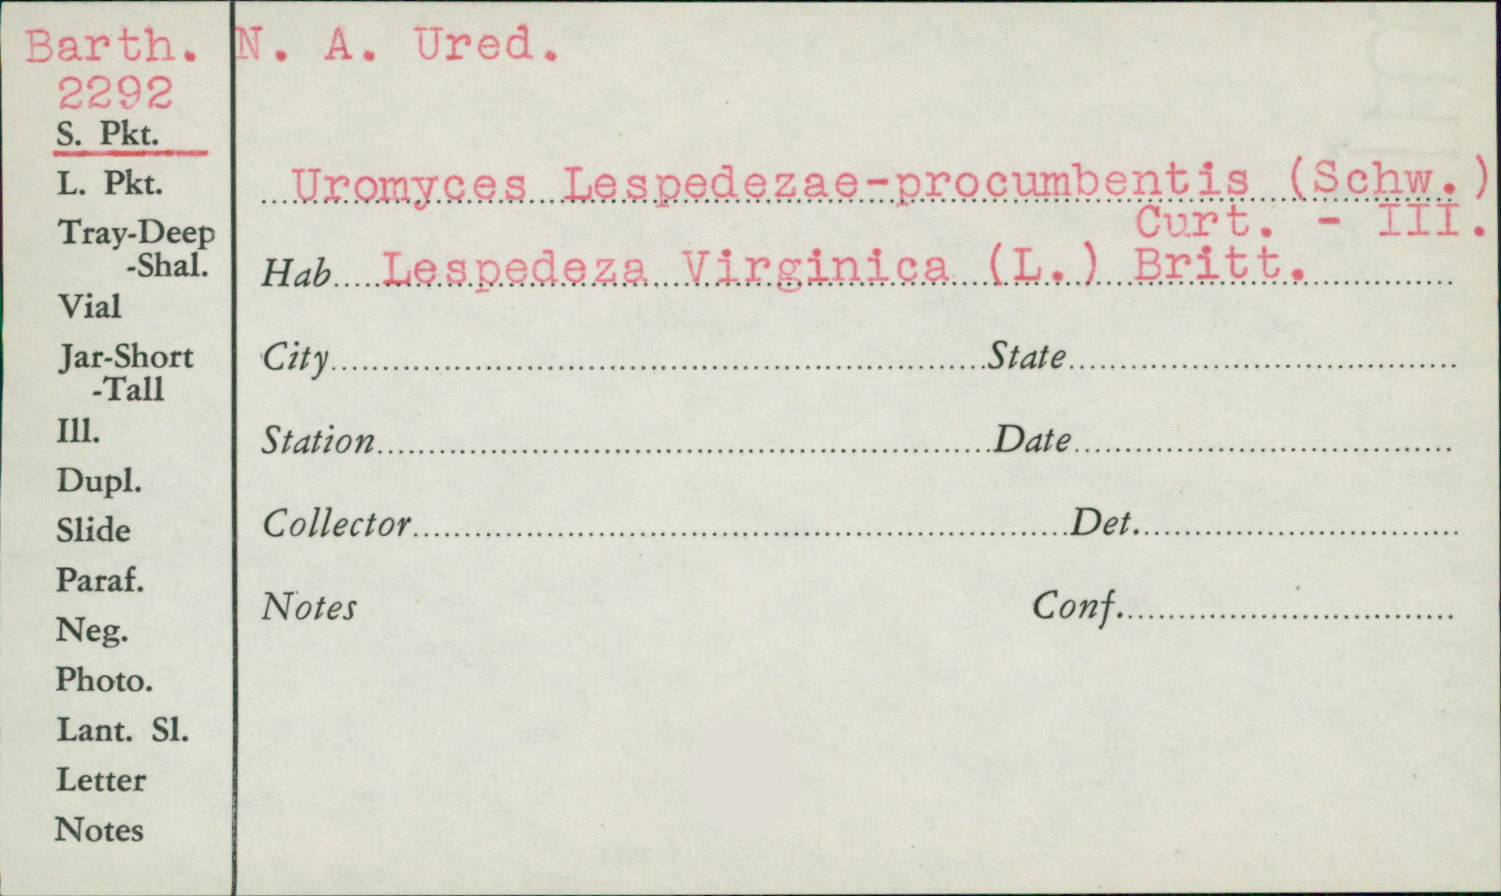 Barth. N. A. Ured.
2292
S. Pkt.
L. Pkt.
Tray-Deep
-Shal.
Vial
Jar-Short
-Tall
Ill.
Dupl.
Slide
Paraf.
Neg.
Photo.
Lant. Sl.
Letter
Notes
Uromyces Lespedezae-procumbentis (Schw.)
Curt. - III.
Hab. Lespedeza Virginica (L.) Britt.
City State
Station Date
Collector Det.
Notes Conf.